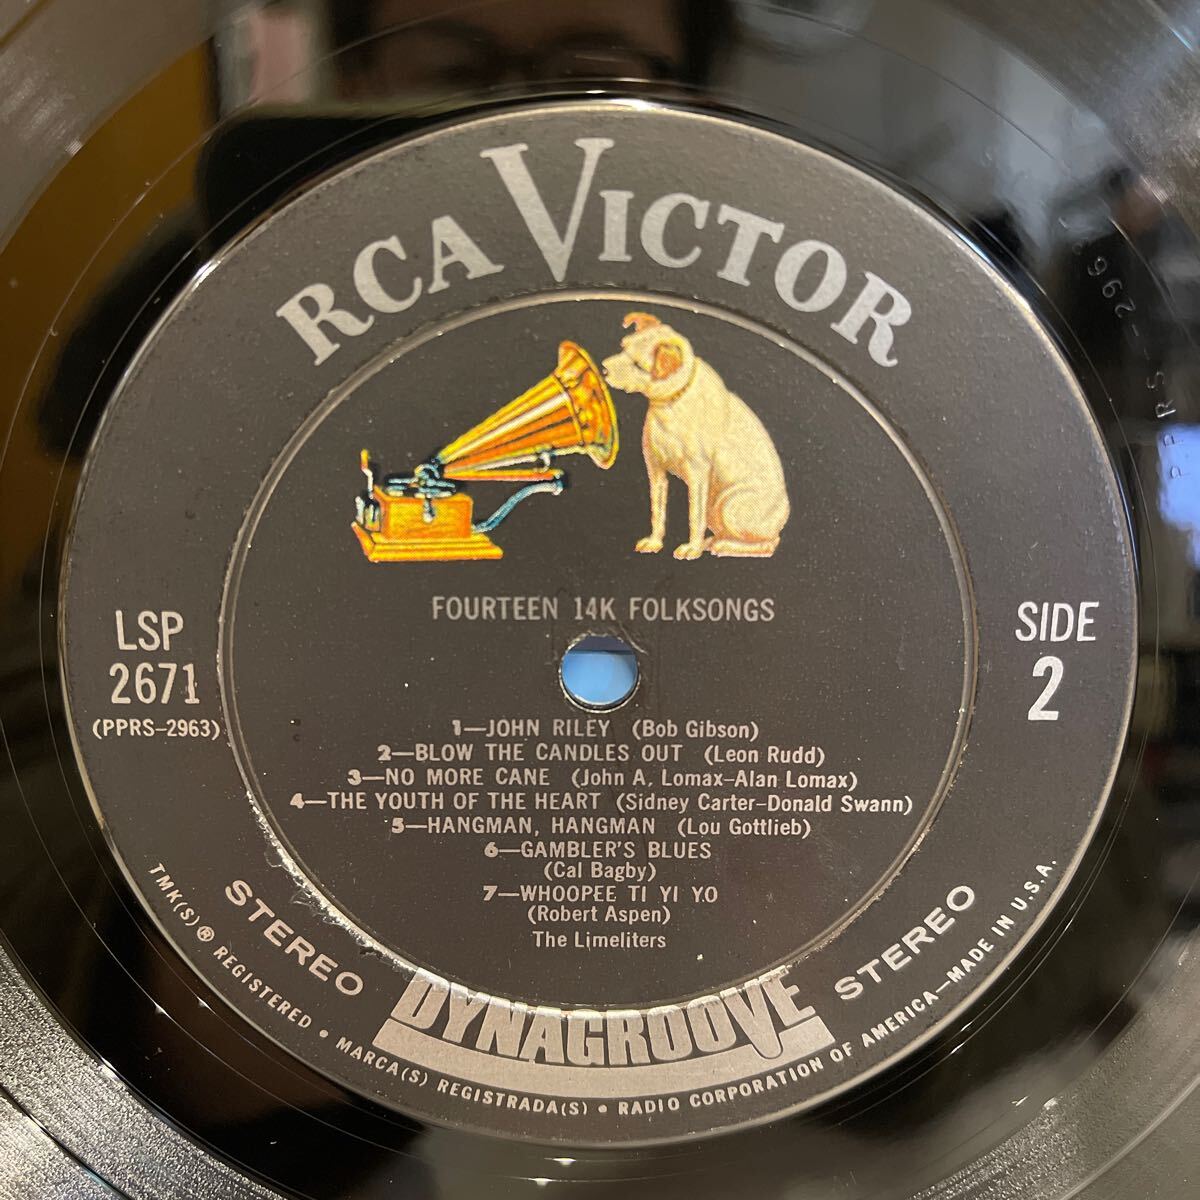 RCA VICTOR
FOURTEEN 14K FOLKSONGS
LSP
2671
(PPRS-2963)
SIDE
2
1—JOHN RILEY (Bob Gibson)
2—BLOW THE CANDLES OUT (Leon Rudd)
3—NO MORE CANE (John A. Lomax-Alan Lomax)
4—THE YOUTH OF THE HEART (Sidney Carter-Donald Swann)
5—HANGMAN, HANGMAN (Lou Gottlieb)
6—GAMBLER'S BLUES
(Cal Bagby)
7—WHOOPEE TI YI YO
(Robert Aspen)
The Limeliters
STEREO
DYNAGROOVE
STEREO
TMK(S)® REGISTERED • MARCA(S) REGISTRADA(S) • RADIO CORPORATION OF AMERICA—MADE IN U.S.A.